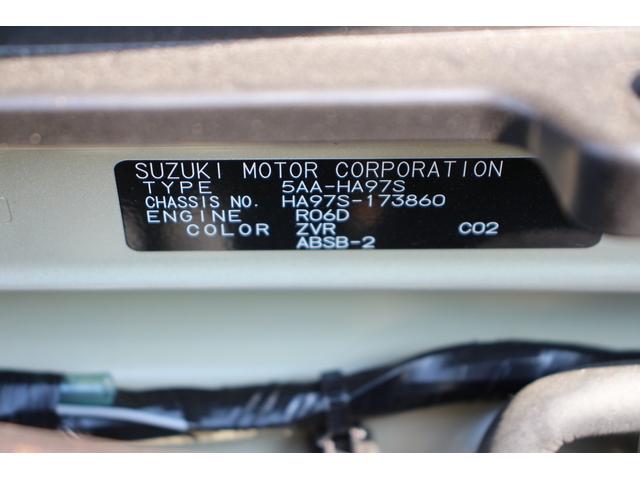 SUZUKI MOTOR CORPORATION
TYPE 5AA-HA97S
CHASSIS NO. HA97S-173860
ENGINE R06D
COLOR ZVR C02
ABSB-2